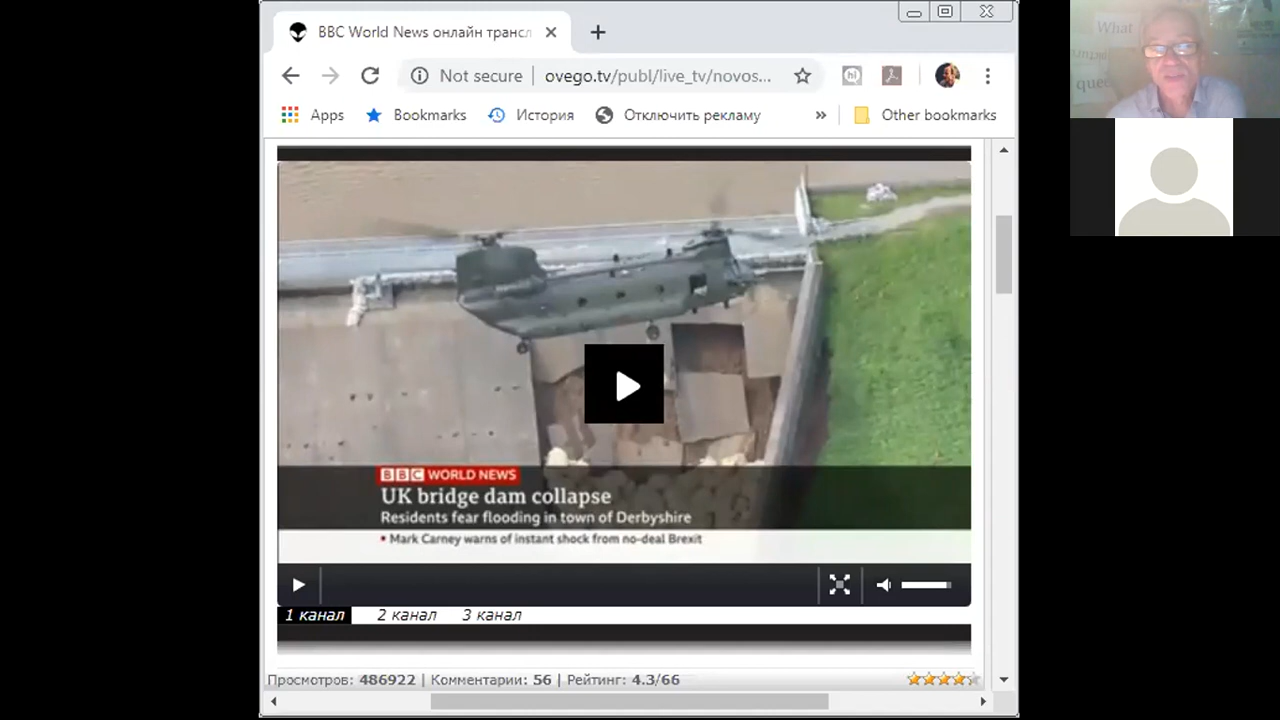 BBC World News онлайн трансл
Not secure
ovego.tv/publ/live_tv/novos...
Apps
Bookmarks
История
Отключить рекламу
»
Other bookmarks
BBC WORLD NEWS
UK bridge dam collapse
Residents fear flooding in town of Derbyshire
• Mark Carney warns of instant shock from no-deal Brexit
1 канал 2 канал 3 канал
Просмотров: 486922 | Комментарии: 56 | Рейтинг: 4.3/66
What